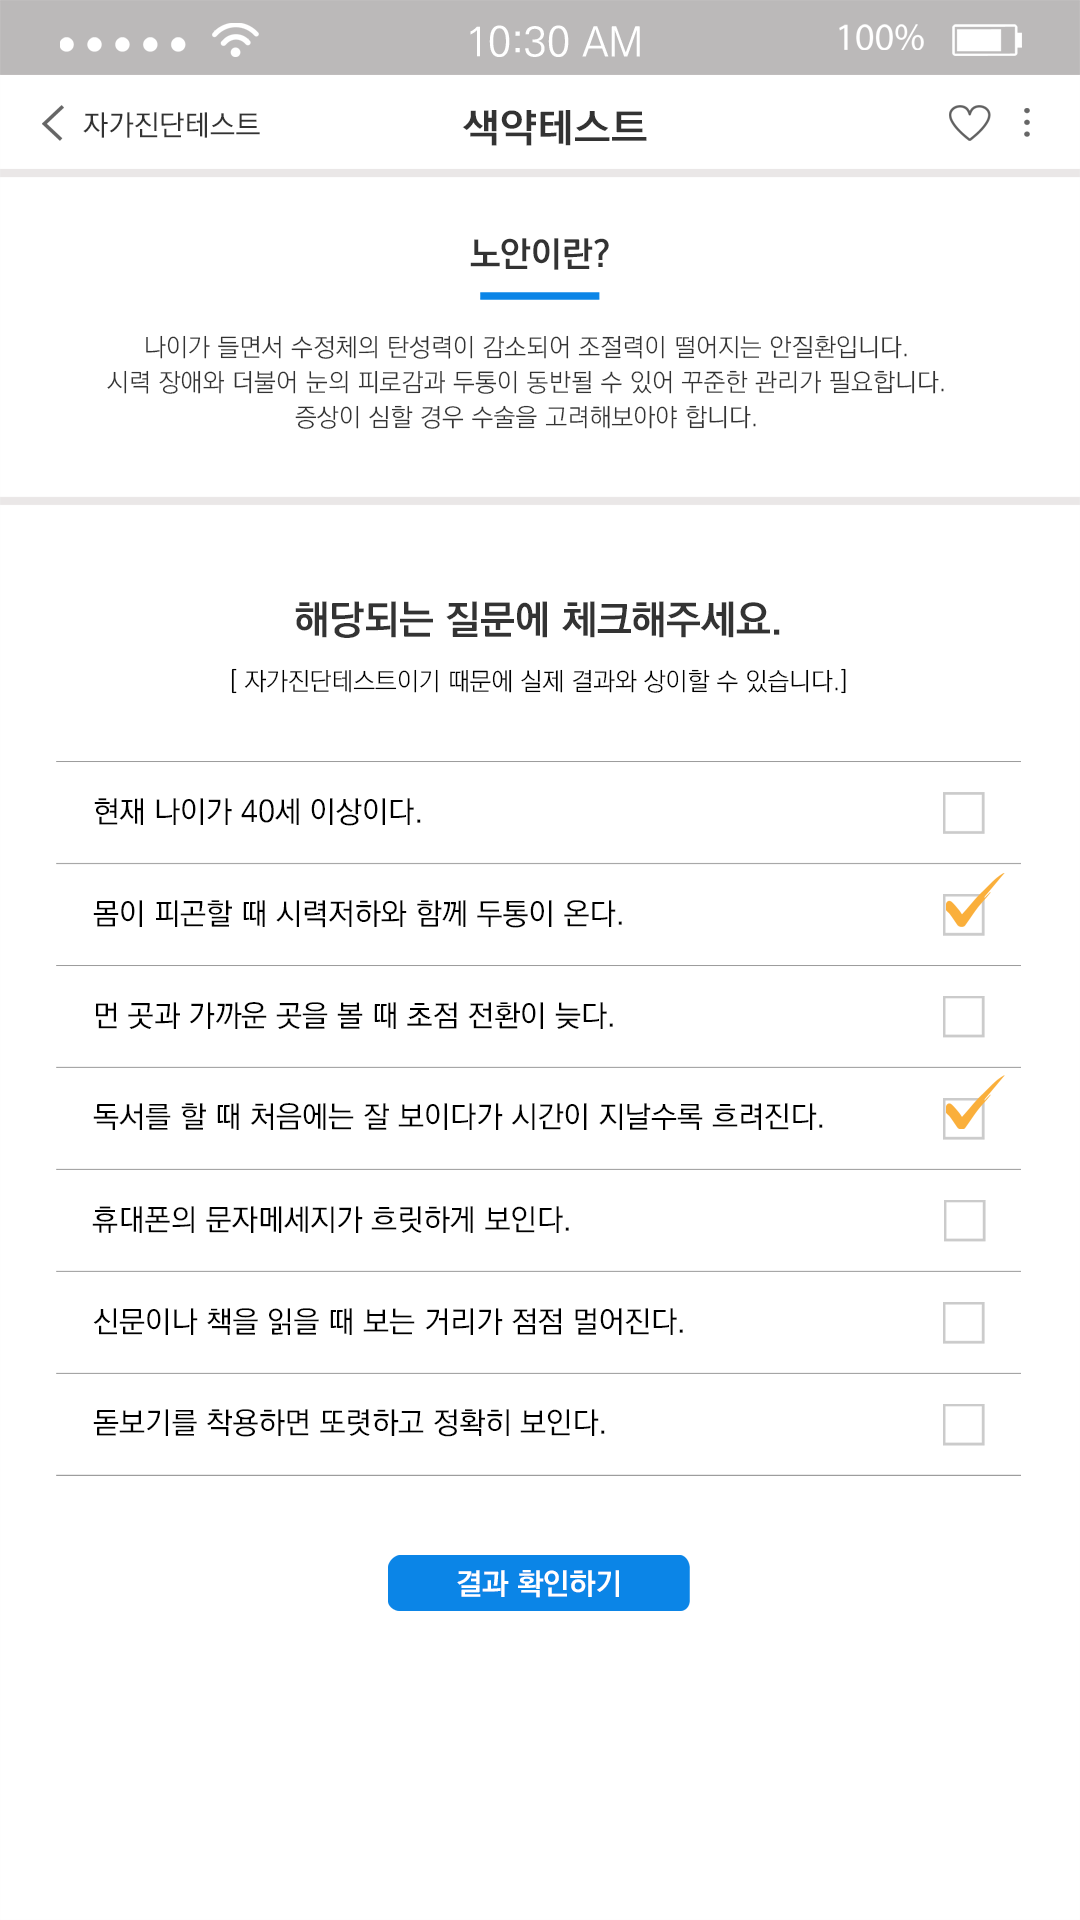 10:30 AM 100%
자가진단테스트 색약테스트
노안이란?
나이가 들면서 수정체의 탄성력이 감소되어 조절력이 떨어지는 안질환입니다.
시력 장애와 더불어 눈의 피로감과 두통이 동반될 수 있어 꾸준한 관리가 필요합니다.
증상이 심할 경우 수술을 고려해보아야 합니다.
해당되는 질문에 체크해주세요.
[ 자가진단테스트이기 때문에 실제 결과와 상이할 수 있습니다.]
현재 나이가 40세 이상이다.
몸이 피곤할 때 시력저하와 함께 두통이 온다.
먼 곳과 가까운 곳을 볼 때 초점 전환이 늦다.
독서를 할 때 처음에는 잘 보이다가 시간이 지날수록 흐려진다.
휴대폰의 문자메세지가 흐릿하게 보인다.
신문이나 책을 읽을 때 보는 거리가 점점 멀어진다.
돋보기를 착용하면 또렷하고 정확히 보인다.
결과 확인하기